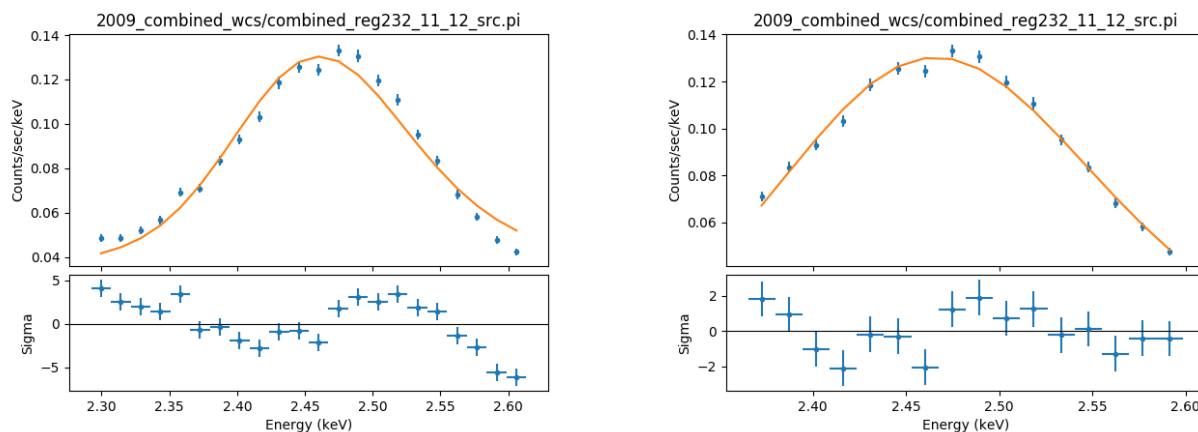 2009_combined_wcs/combined_reg232_11_12_src.pi
0.14
0.12
0.10
0.08
0.06
0.04
Counts/sec/keV
5
0
−5
Sigma
2.30 2.35 2.40 2.45 2.50 2.55 2.60
Energy (keV)
2009_combined_wcs/combined_reg232_11_12_src.pi
0.14
0.12
0.10
0.08
0.06
Counts/sec/keV
2
0
−2
Sigma
2.40 2.45 2.50 2.55 2.60
Energy (keV)